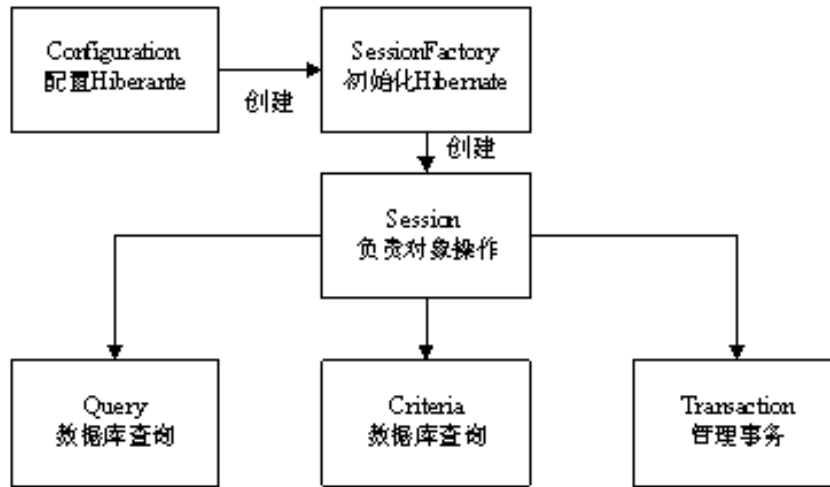 Configuration
配置Hiberante
创建
SessionFactory
初始化Hibernate
创建
Session
负责对象操作
Query
数据库查询
Criteria
数据库查询
Transaction
管理事务